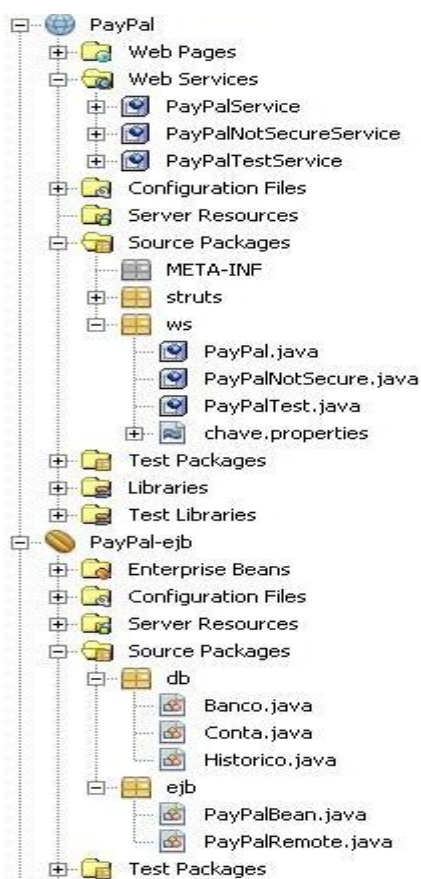 PayPal
Web Pages
Web Services
PayPalService
PayPalNotSecureService
PayPalTestService
Configuration Files
Server Resources
Source Packages
META-INF
struts
ws
PayPal.java
PayPalNotSecure.java
PayPalTest.java
chave.properties
Test Packages
Libraries
Test Libraries
PayPal-ejb
Enterprise Beans
Configuration Files
Server Resources
Source Packages
db
Banco.java
Conta.java
Historico.java
ejb
PayPalBean.java
PayPalRemote.java
Test Packages